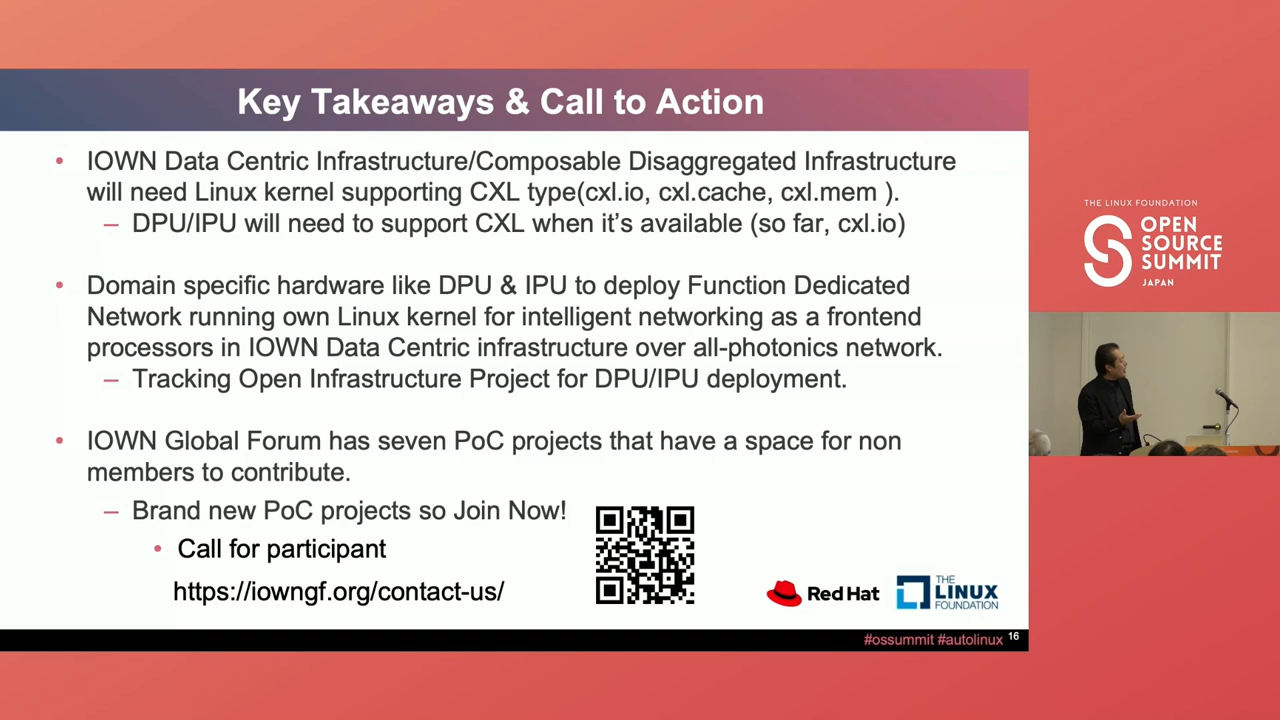 Key Takeaways & Call to Action
• IOWN Data Centric Infrastructure/Composable Disaggregated Infrastructure
will need Linux kernel supporting CXL type(cxl.io, cxl.cache, cxl.mem ).
– DPU/IPU will need to support CXL when it’s available (so far, cxl.io)
• Domain specific hardware like DPU & IPU to deploy Function Dedicated
Network running own Linux kernel for intelligent networking as a frontend
processors in IOWN Data Centric infrastructure over all-photonics network.
– Tracking Open Infrastructure Project for DPU/IPU deployment.
• IOWN Global Forum has seven PoC projects that have a space for non
members to contribute.
– Brand new PoC projects so Join Now!
• Call for participant
https://iowngf.org/contact-us/
Red Hat
THE
LINUX
FOUNDATION
#ossummit #autolinux 16
THE LINUX FOUNDATION
OPEN
SOURCE
SUMMIT
JAPAN